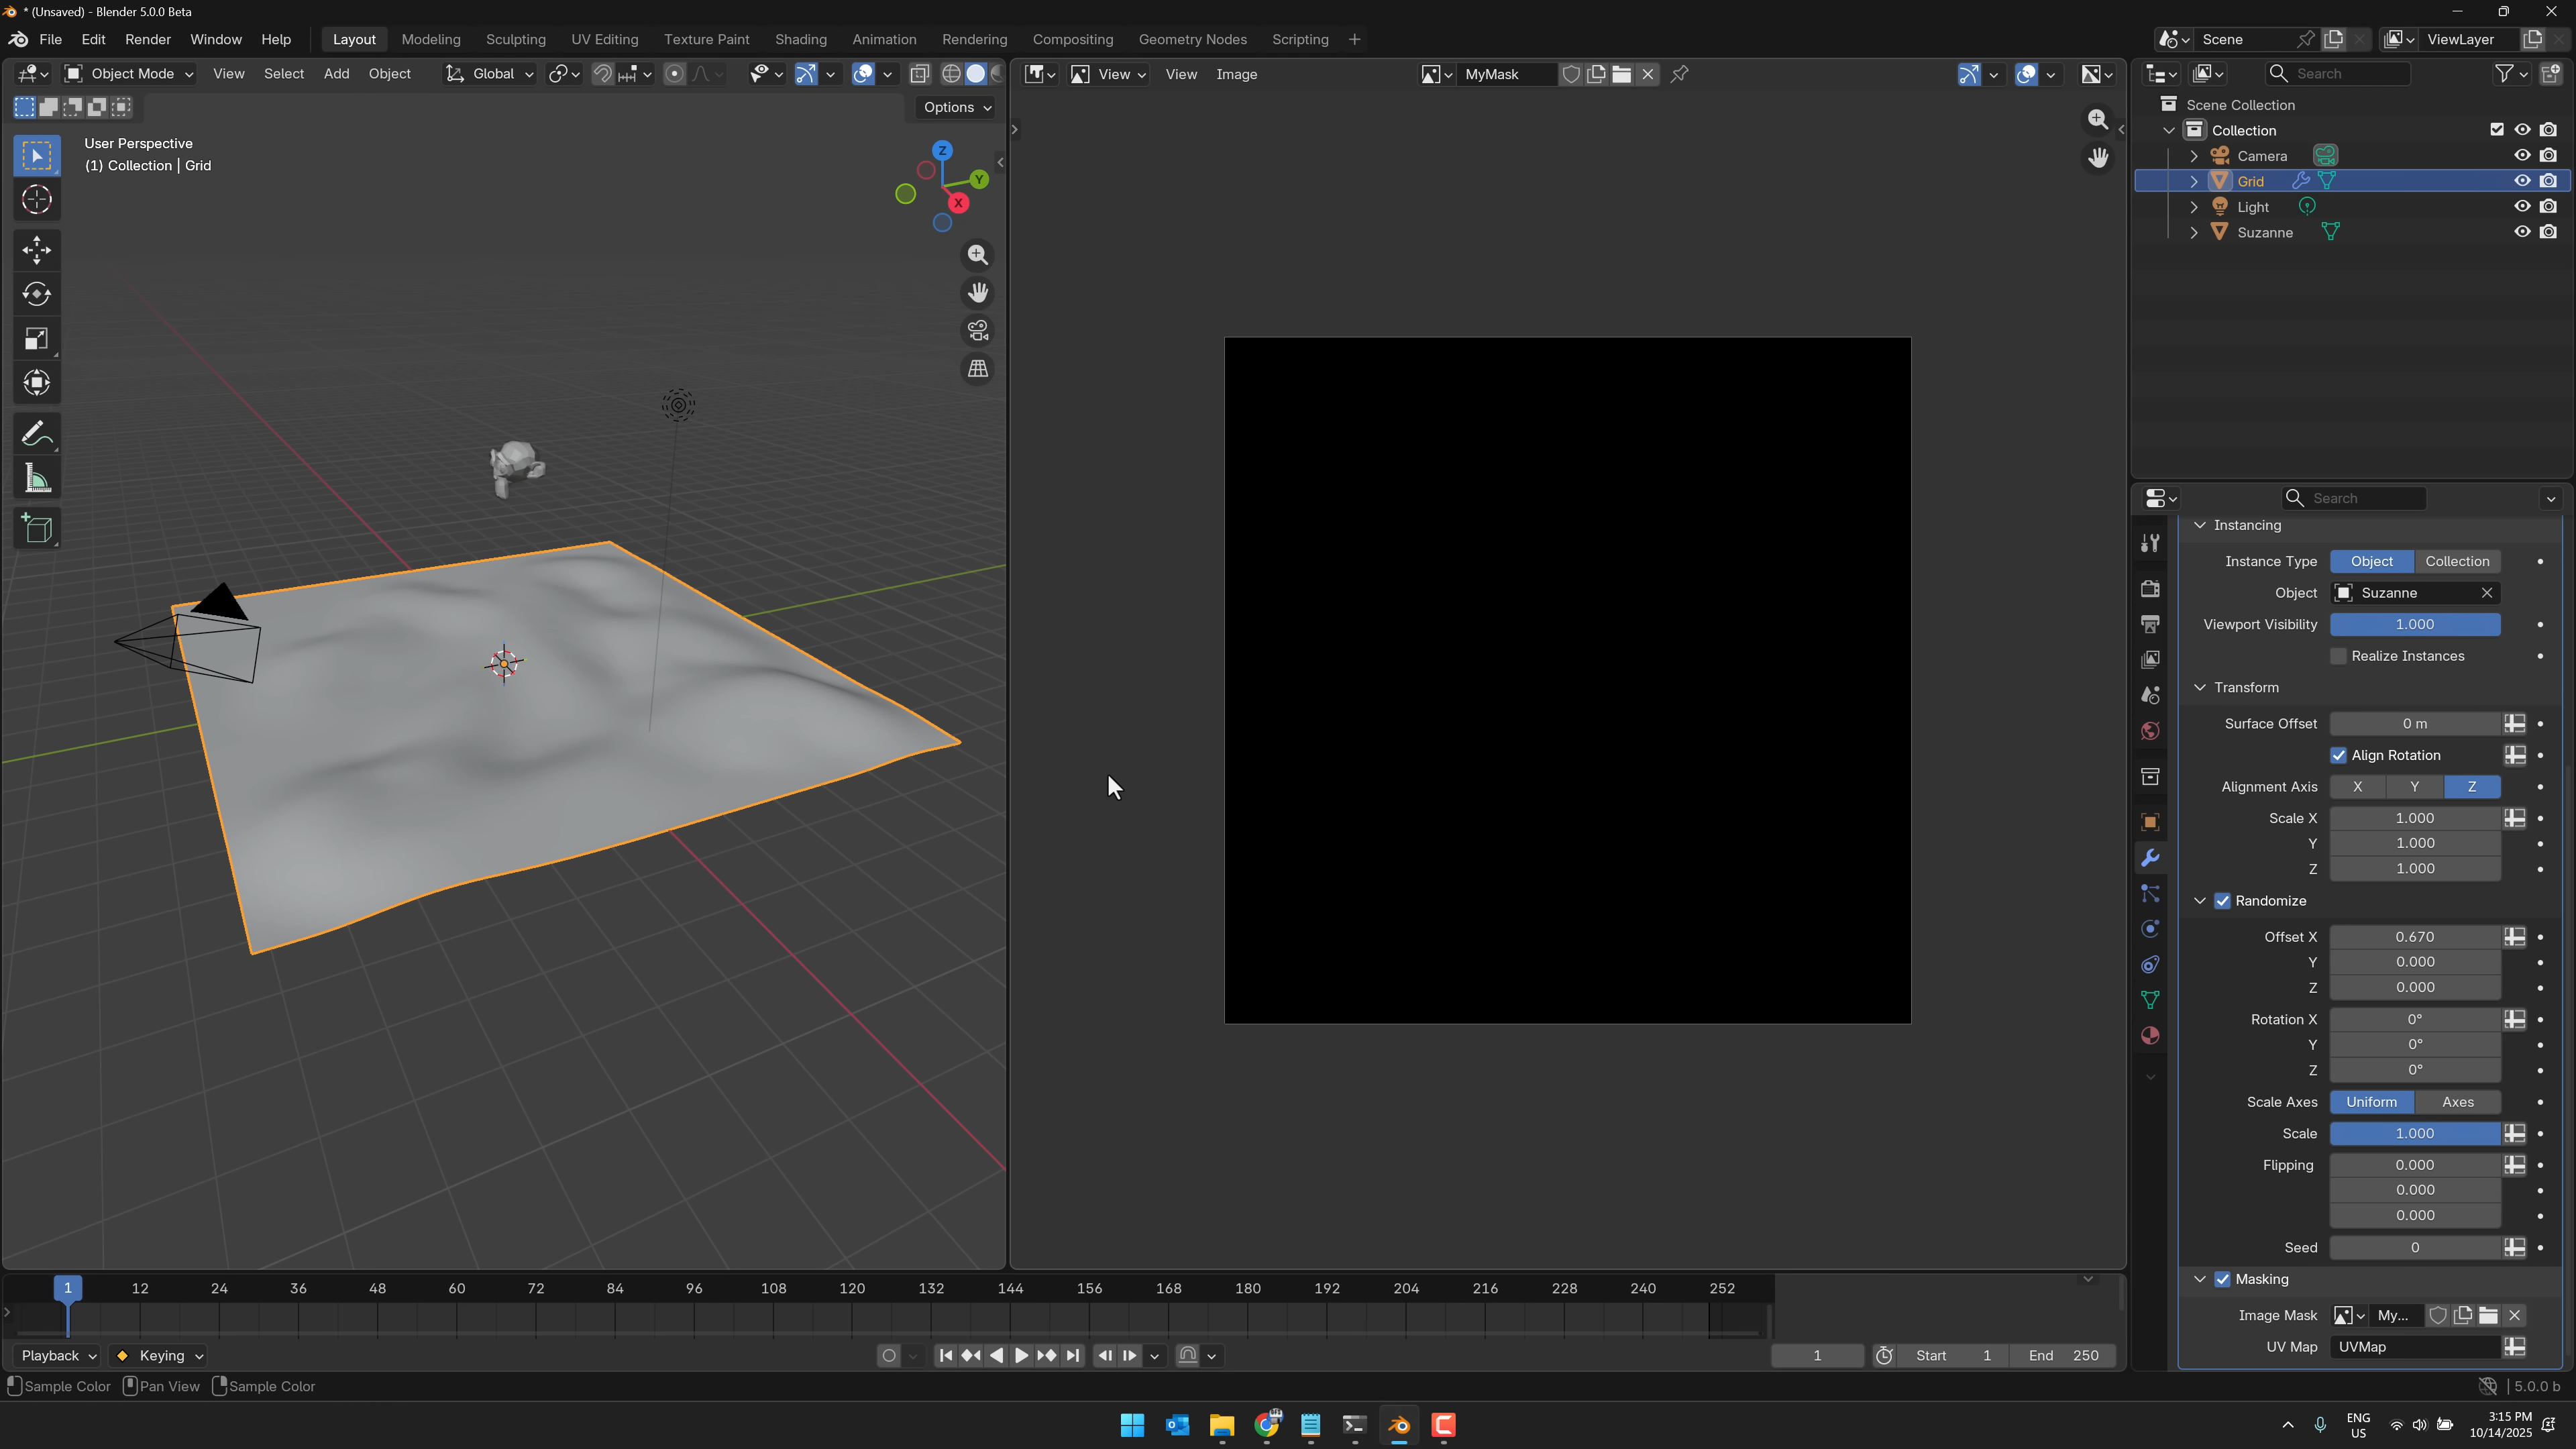 * (Unsaved) - Blender 5.0.0 Beta
File Edit Render Window Help
Layout Modeling Sculpting UV Editing Texture Paint Shading Animation Rendering Compositing Geometry Nodes Scripting +
Scene
ViewLayer
Object Mode View Select Add Object Global
Options
User Perspective
(1) Collection | Grid
Z
Y
X
View View Image MyMask
Search
Scene Collection
Collection
Camera
Grid
Light
Suzanne
Search
Instancing
Instance Type Object Collection
Object Suzanne
Viewport Visibility 1.000
Realize Instances
Transform
Surface Offset 0 m
Align Rotation
Alignment Axis X Y Z
Scale X 1.000
Y 1.000
Z 1.000
Randomize
Offset X 0.670
Y 0.000
Z 0.000
Rotation X 0°
Y 0°
Z 0°
Scale Axes Uniform Axes
Scale 1.000
Flipping 0.000
0.000
0.000
Seed 0
Masking
Image Mask My...
UV Map UVMap
1 12 24 36 48 60 72 84 96 108 120 132 144 156 168 180 192 204 216 228 240 252
Playback Keying
1 Start 1 End 250
Sample Color Pan View Sample Color
5.0.0 b
ENG
US
3:15 PM
10/14/2025